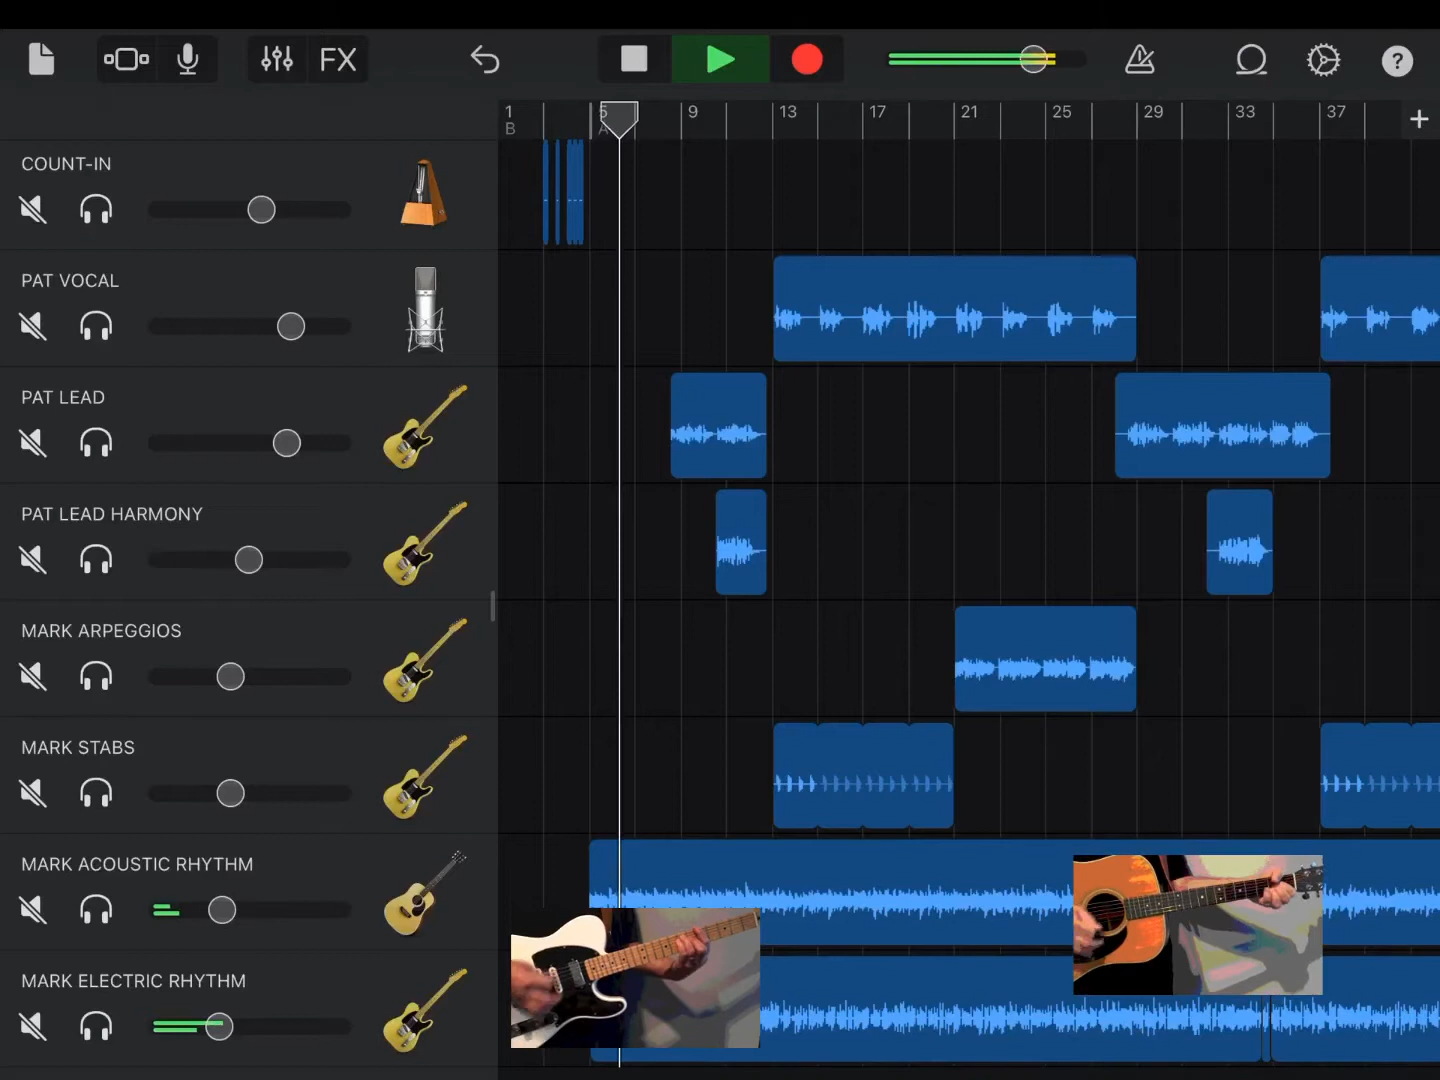 FX
?
1 5 9 13 17 21 25 29 33 37 +
B A
COUNT-IN
PAT VOCAL
PAT LEAD
PAT LEAD HARMONY
MARK ARPEGGIOS
MARK STABS
MARK ACOUSTIC RHYTHM
MARK ELECTRIC RHYTHM